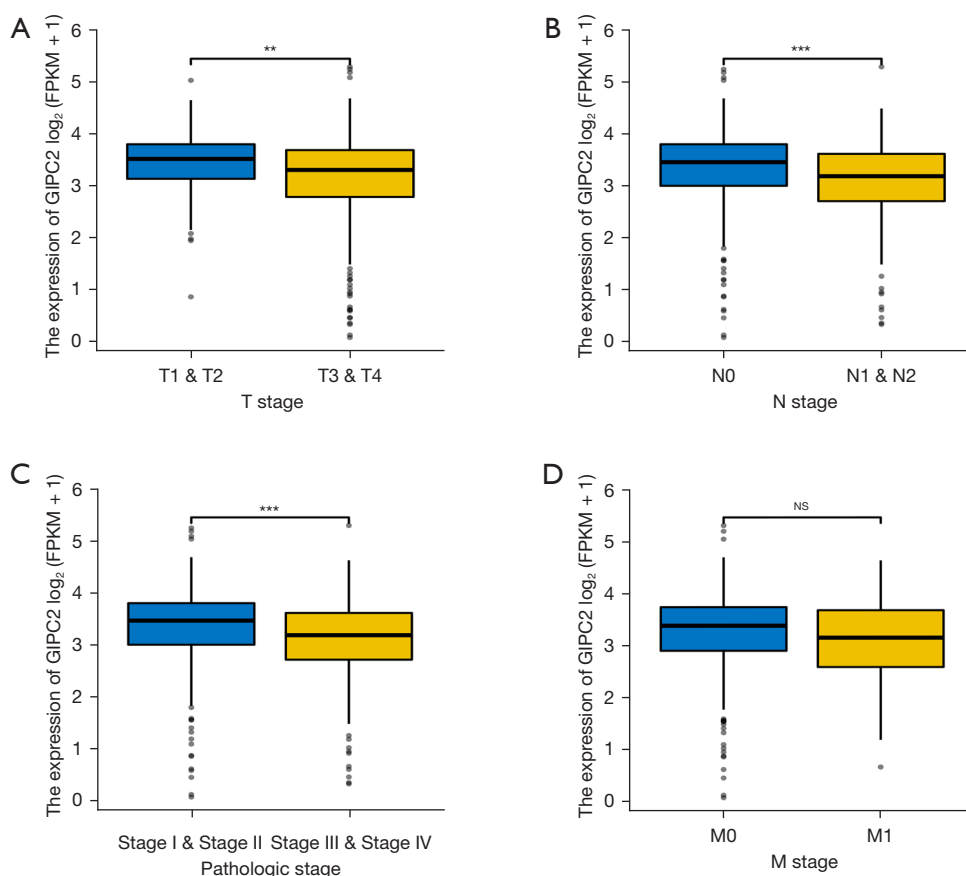 A
The expression of GIPC2 log₂ (FPKM + 1)
6
5
4
3
2
1
0
**
T1 & T2 T3 & T4
T stage
B
The expression of GIPC2 log₂ (FPKM + 1)
6
5
4
3
2
1
0
***
N0 N1 & N2
N stage
C
The expression of GIPC2 log₂ (FPKM + 1)
6
5
4
3
2
1
0
***
Stage I & Stage II Stage III & Stage IV
Pathologic stage
D
The expression of GIPC2 log₂ (FPKM + 1)
6
5
4
3
2
1
0
NS
M0 M1
M stage